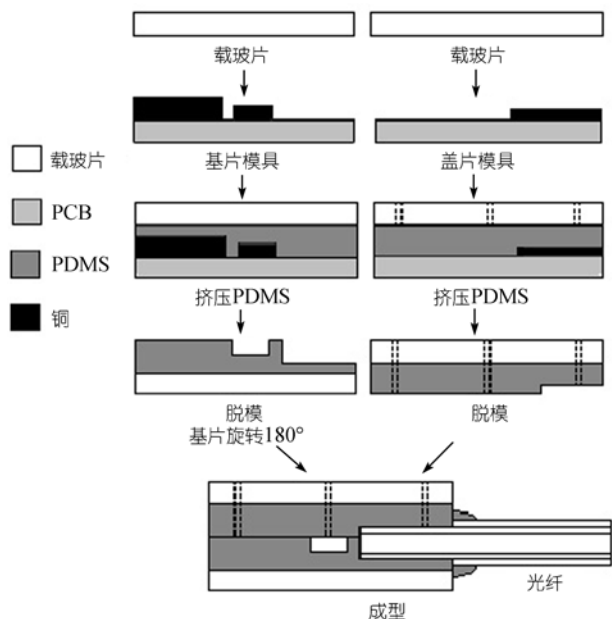 载玻片
载玻片
基片模具
盖片模具
载玻片
PCB
PDMS
铜
挤压PDMS
挤压PDMS
脱模
基片旋转180°
脱模
光纤
成型